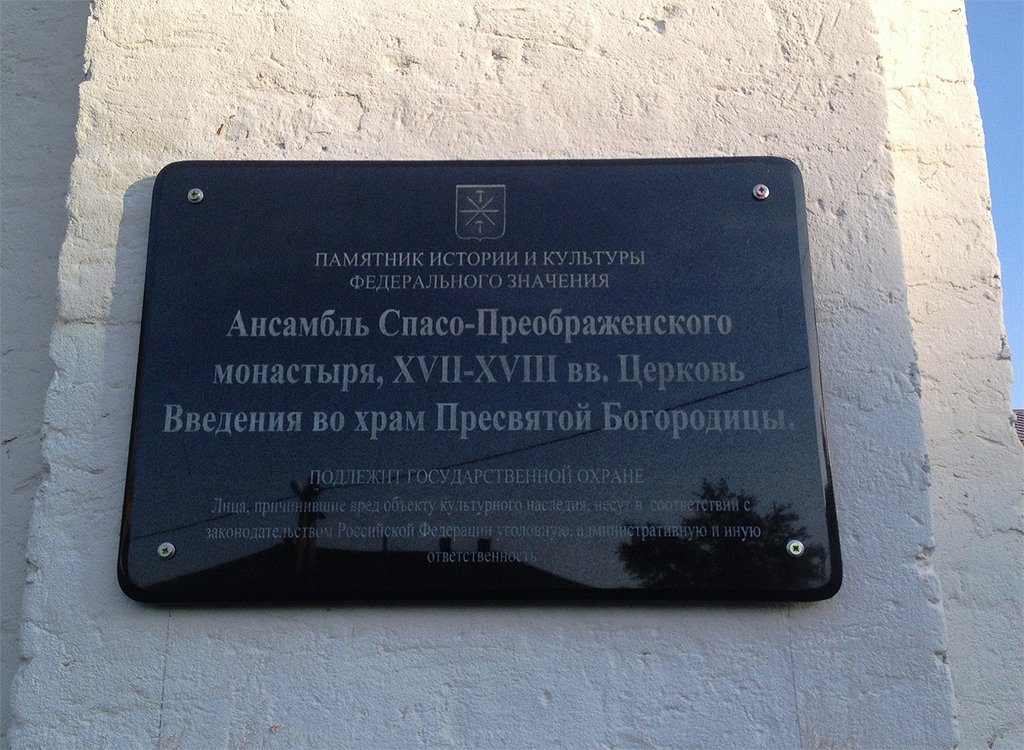 ПАМЯТНИК ИСТОРИИ И КУЛЬТУРЫ
ФЕДЕРАЛЬНОГО ЗНАЧЕНИЯ
Ансамбль Спасо-Преображенского
монастыря, XVII-XVIII вв. Церковь
Введения во храм Пресвятой Богородицы.
ПОДЛЕЖИТ ГОСУДАРСТВЕННОЙ ОХРАНЕ
Лица, причинившие вред объекту культурного наследия, несут в соответствии с
законодательством Российской Федерации уголовную, административную и иную
ответственность